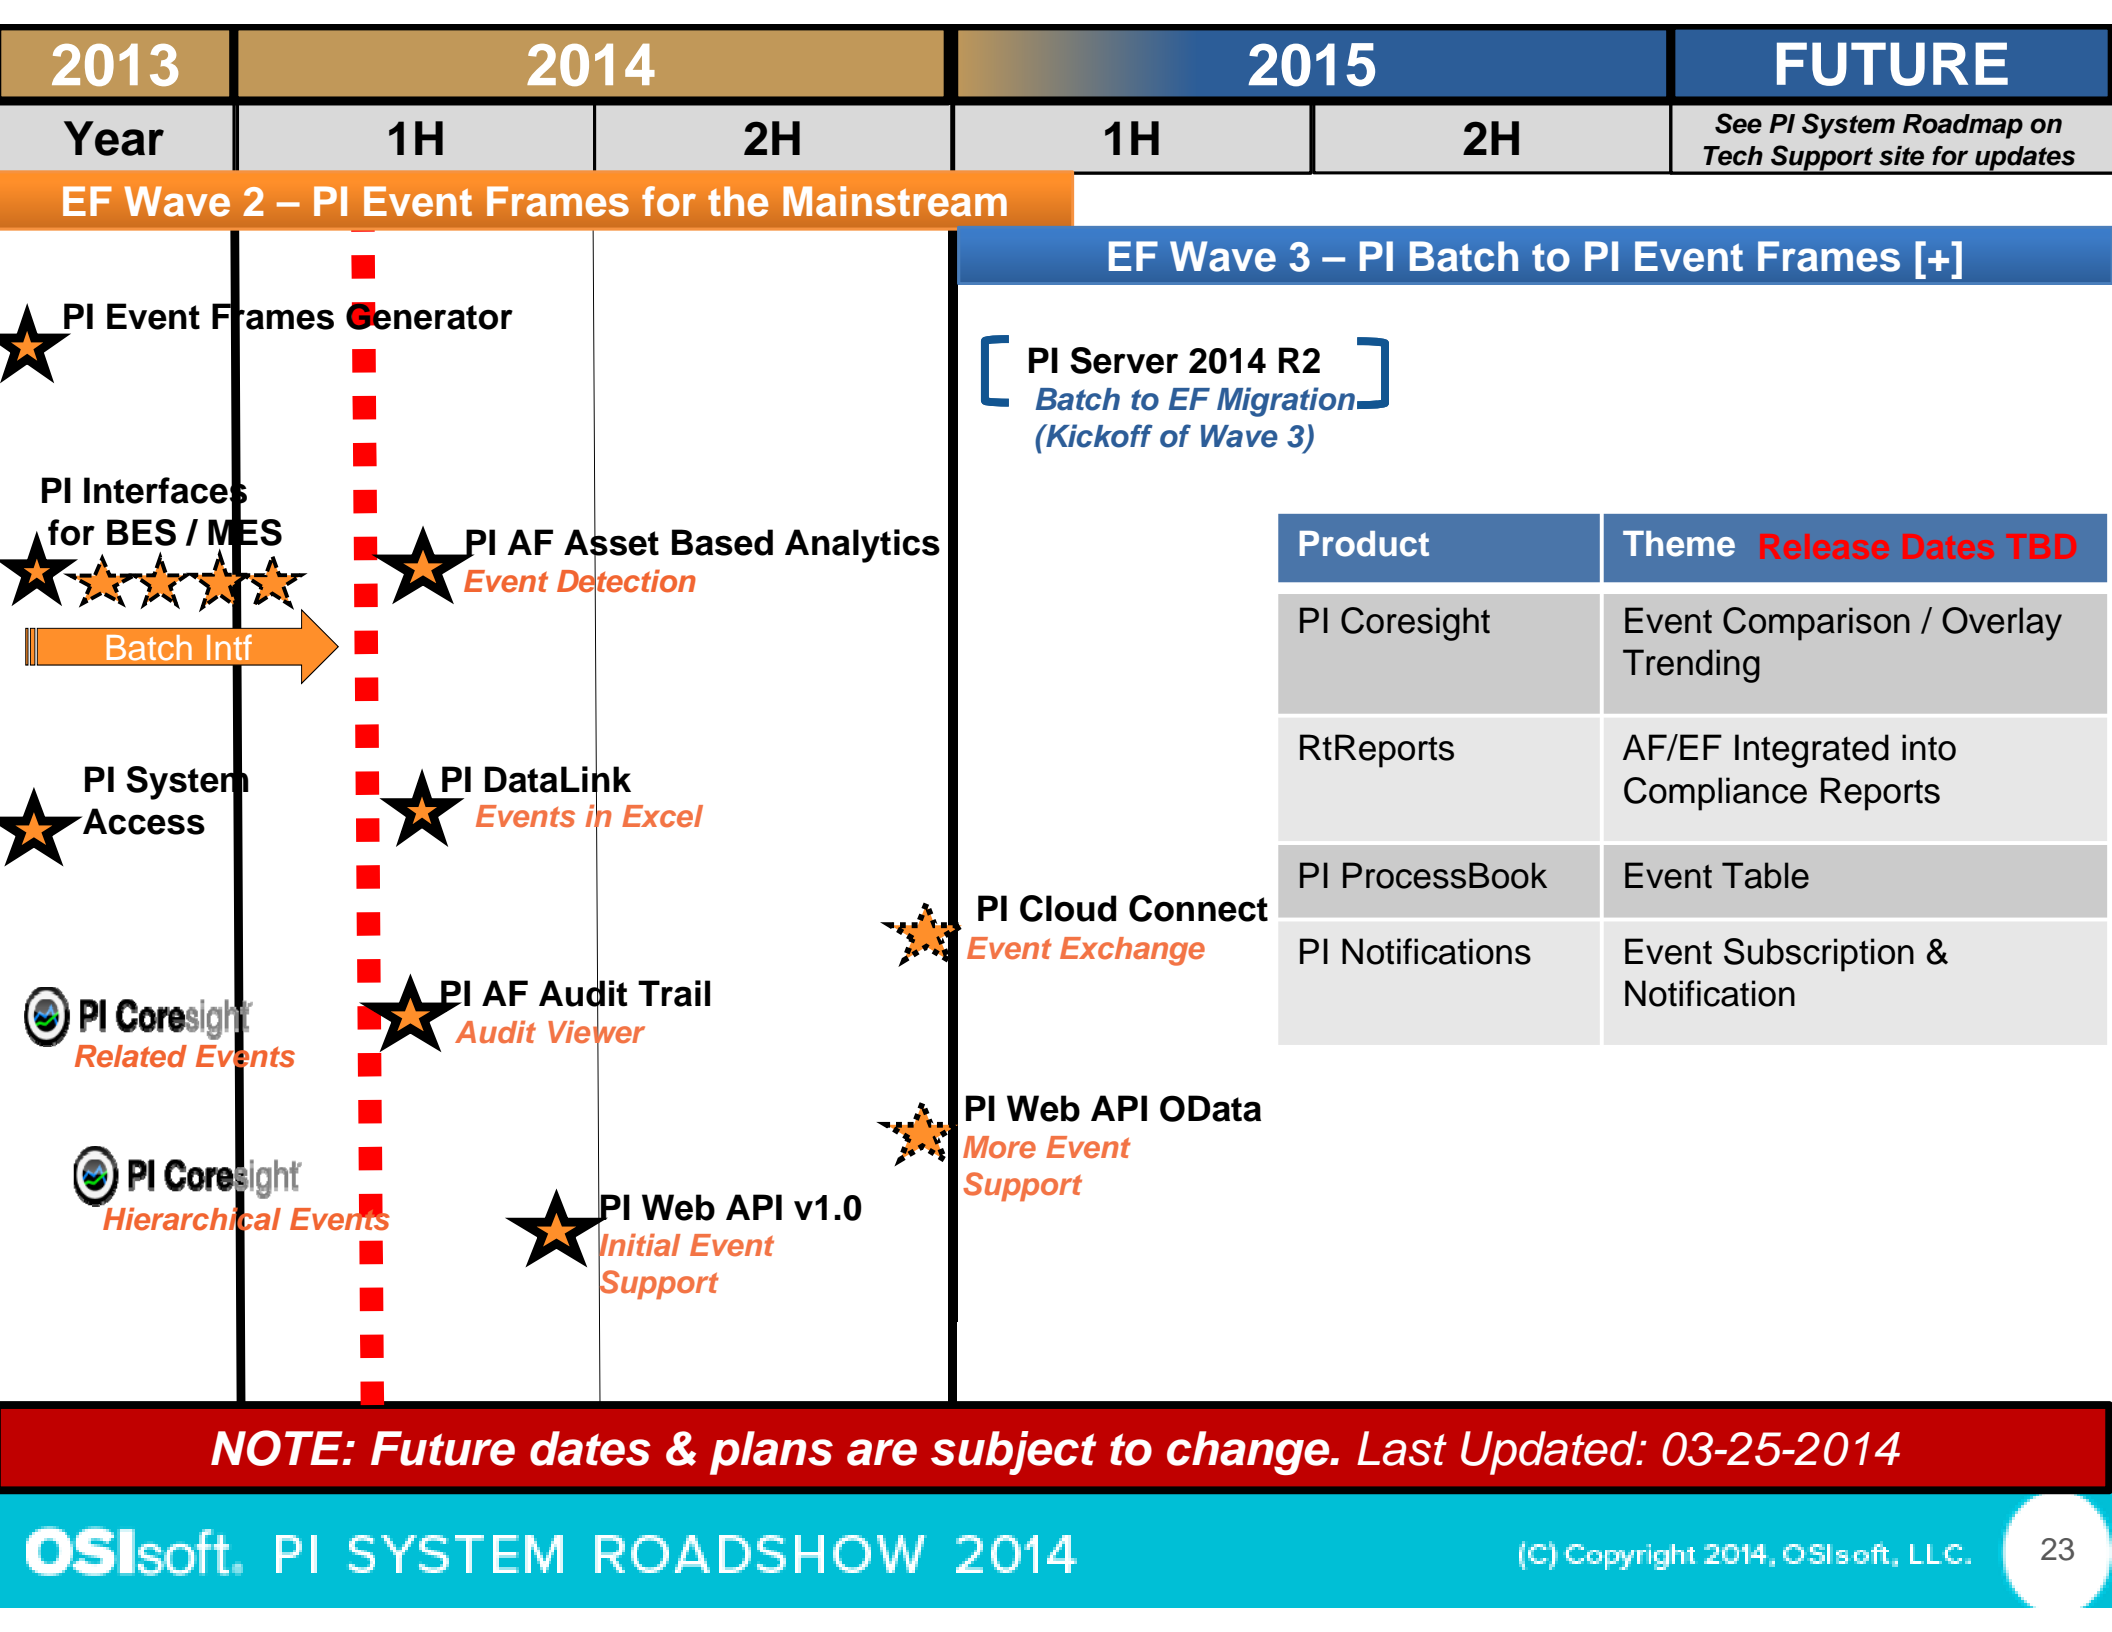 2013 2014 2015 FUTURE
Year 1H 2H 1H 2H See PI System Roadmap on
Tech Support site for updates
EF Wave 2 – PI Event Frames for the Mainstream
EF Wave 3 – PI Batch to PI Event Frames [+]
PI Event Frames Generator
PI Server 2014 R2
Batch to EF Migration
(Kickoff of Wave 3)
PI Interfaces
for BES / MES
Batch Intf
PI AF Asset Based Analytics
Event Detection
PI System
Access
PI DataLink
Events in Excel
PI Cloud Connect
Event Exchange
PI Coresight
Related Events
PI AF Audit Trail
Audit Viewer
PI Web API OData
More Event
Support
PI Coresight
Hierarchical Events
PI Web API v1.0
Initial Event
Support
Product Theme Release Dates TBD
PI Coresight Event Comparison / Overlay
Trending
RtReports AF/EF Integrated into
Compliance Reports
PI ProcessBook Event Table
PI Notifications Event Subscription &
Notification
NOTE: Future dates & plans are subject to change. Last Updated: 03-25-2014
OSIsoft. PI SYSTEM ROADSHOW 2014
(C) Copyright 2014, OSIsoft, LLC.
23